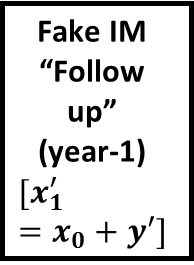 Fake IM
“Follow
up”
(year-1)
[𝒙′₁
= 𝒙₀ + 𝒚′]